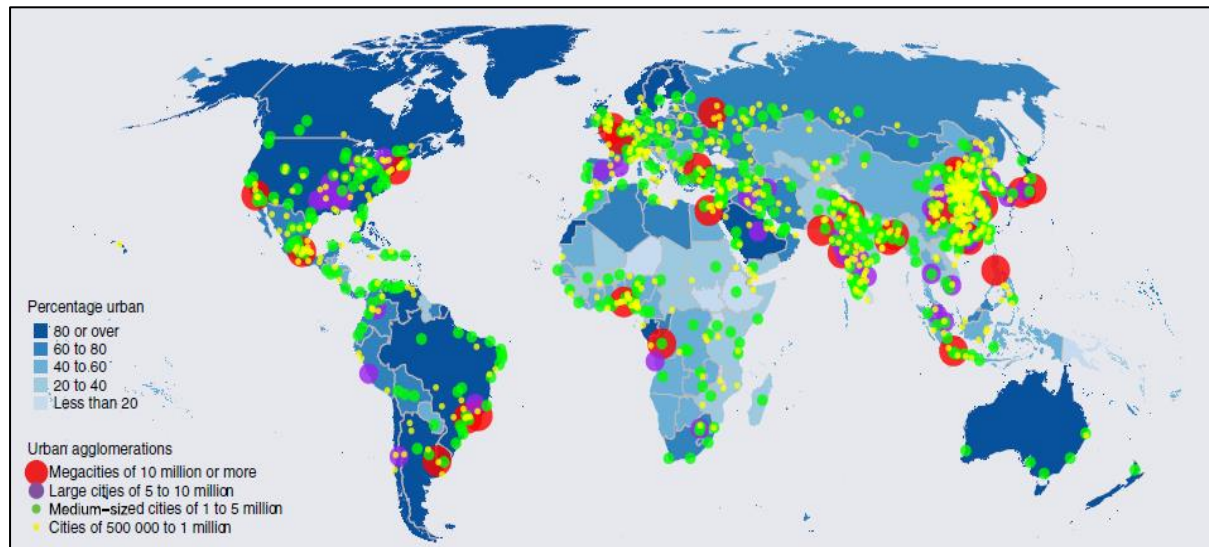 Percentage urban
80 or over
60 to 80
40 to 60
20 to 40
Less than 20
Urban agglomerations
Megacities of 10 million or more
Large cities of 5 to 10 million
Medium-sized cities of 1 to 5 million
Cities of 500 000 to 1 million